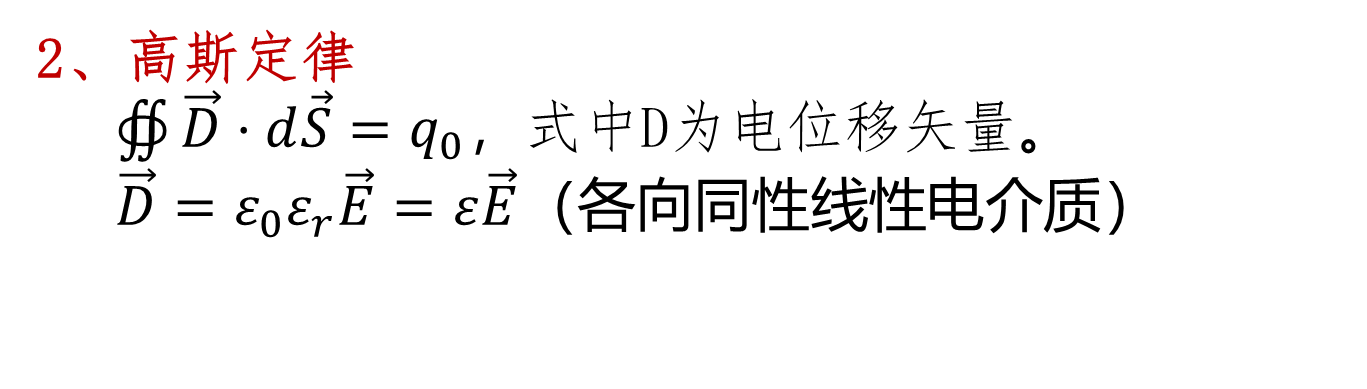 2、高斯定律
∯ D⃗ · dS⃗ = q₀，式中D为电位移矢量。
D⃗ = ε₀εᵣE⃗ = εE⃗（各向同性线性电介质）